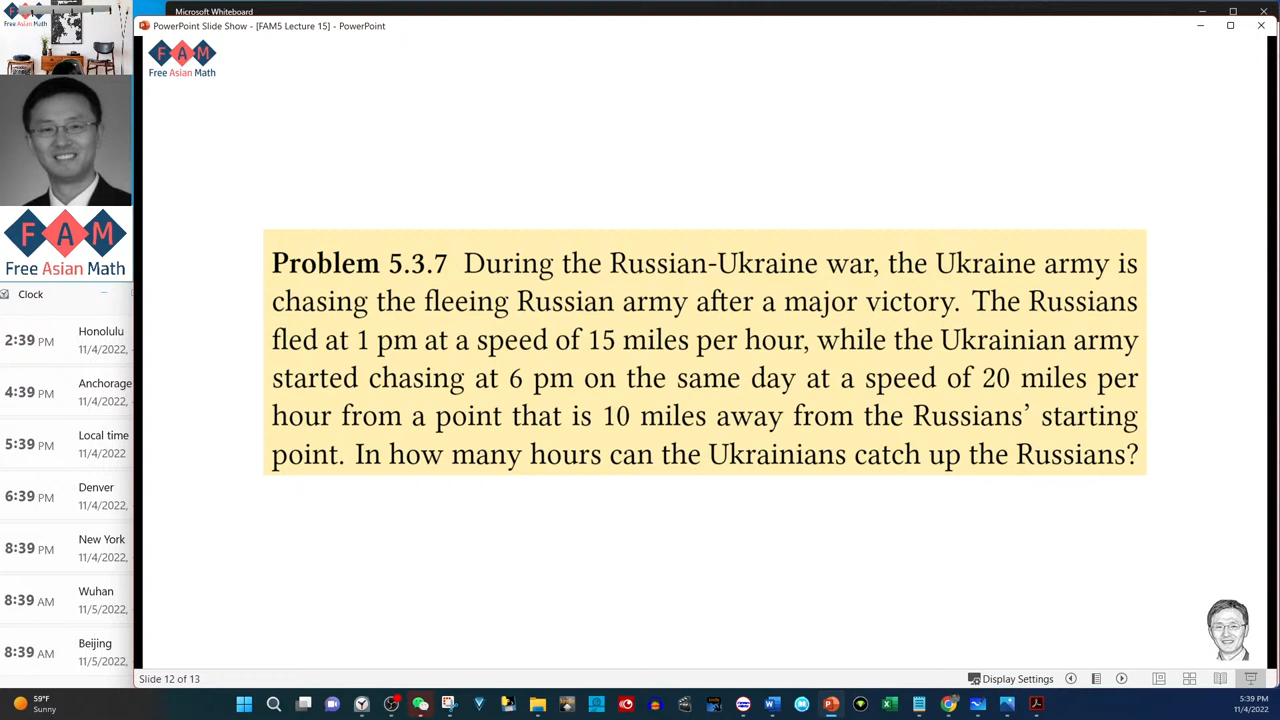 Microsoft Whiteboard
Free Asian Math
PowerPoint Slide Show - [FAM5 Lecture 15] - PowerPoint
F A M
Free Asian Math
F A M
Free Asian Math
Clock
2:39 PM
Honolulu
11/4/2022,
4:39 PM
Anchorage
11/4/2022,
5:39 PM
Local time
11/4/2022
6:39 PM
Denver
11/4/2022,
8:39 PM
New York
11/4/2022,
8:39 AM
Wuhan
11/5/2022,
8:39 AM
Beijing
11/5/2022,
Problem 5.3.7 During the Russian-Ukraine war, the Ukraine army is
chasing the fleeing Russian army after a major victory. The Russians
fled at 1 pm at a speed of 15 miles per hour, while the Ukrainian army
started chasing at 6 pm on the same day at a speed of 20 miles per
hour from a point that is 10 miles away from the Russians' starting
point. In how many hours can the Ukrainians catch up the Russians?
Slide 12 of 13
Display Settings
59°F
Sunny
5:39 PM
11/4/2022